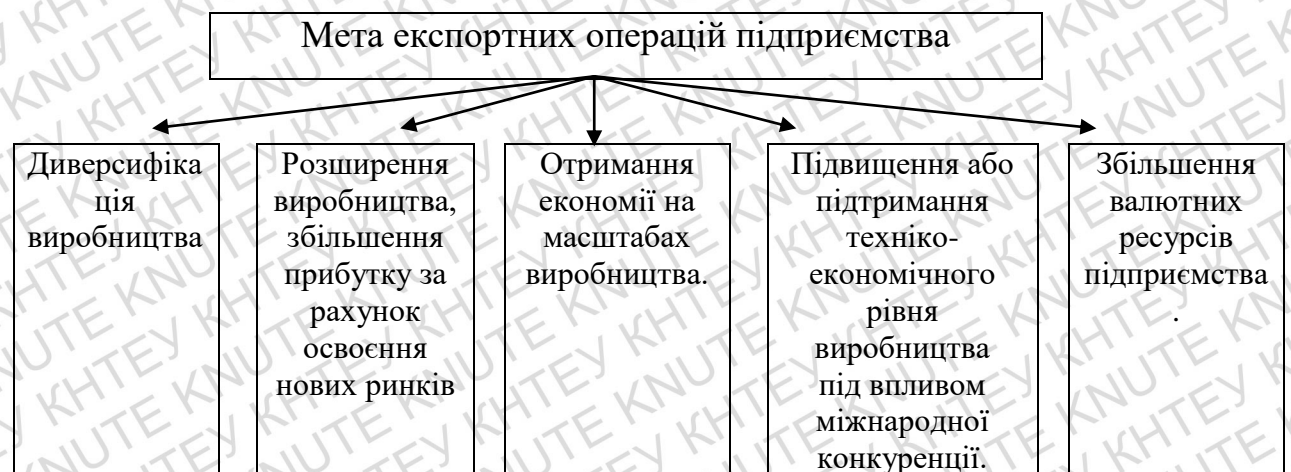 Мета експортних операцій підприємства
Диверсифіка
ція
виробництва
Розширення
виробництва,
збільшення
прибутку за
рахунок
освоєння
нових ринків
Отримання
економії на
масштабах
виробництва.
Підвищення або
підтримання
техніко-
економічного
рівня
виробництва
під впливом
міжнародної
конкуренції.
Збільшення
валютних
ресурсів
підприємства
.